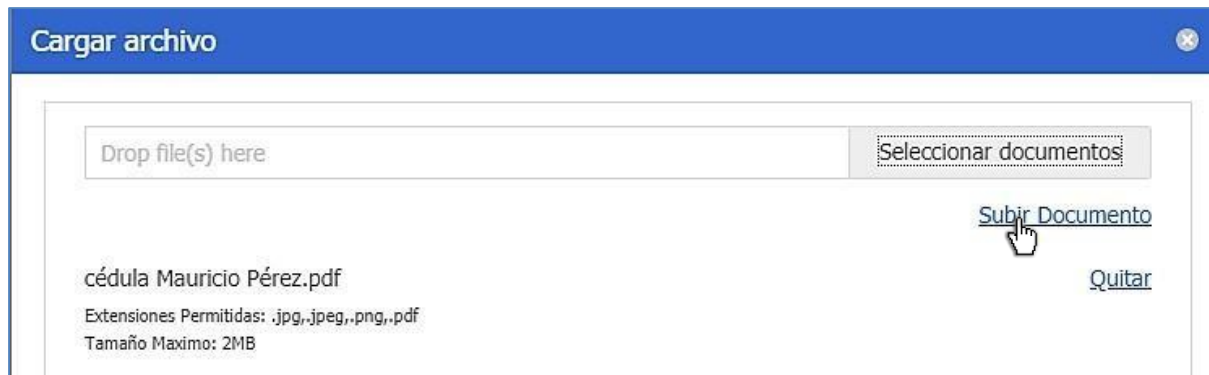 Cargar archivo
Drop file(s) here
Seleccionar documentos
Subir Documento
cédula Mauricio Pérez.pdf
Quitar
Extensiones Permitidas: .jpg,.jpeg,.png,.pdf
Tamaño Maximo: 2MB